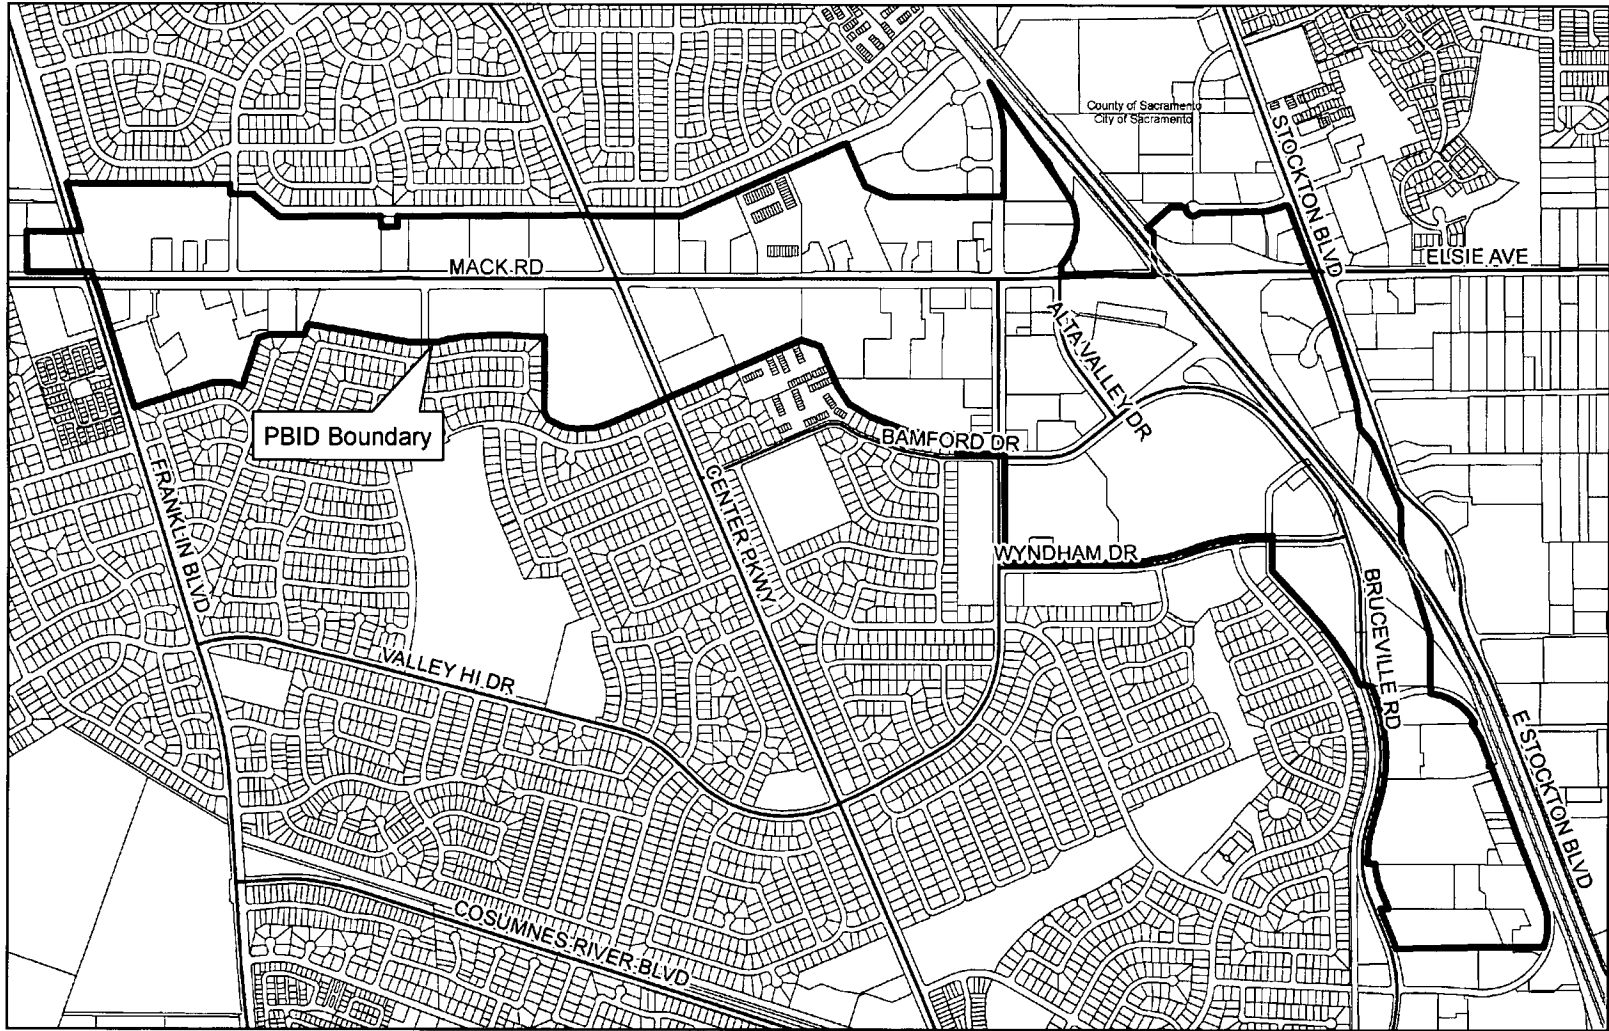 County of Sacramento
City of Sacramento
STOCKTON BLVD
ELSIE AVE
MACK RD
ALTA VALLEY DR
PBID Boundary
BAMFORD DR
FRANKLIN BLVD
CENTER PKWY
WYNDHAM DR
BRUCEVILLE RD
VALLEY HI DR
E STOCKTON BLVD
COSUMNES RIVER BLVD